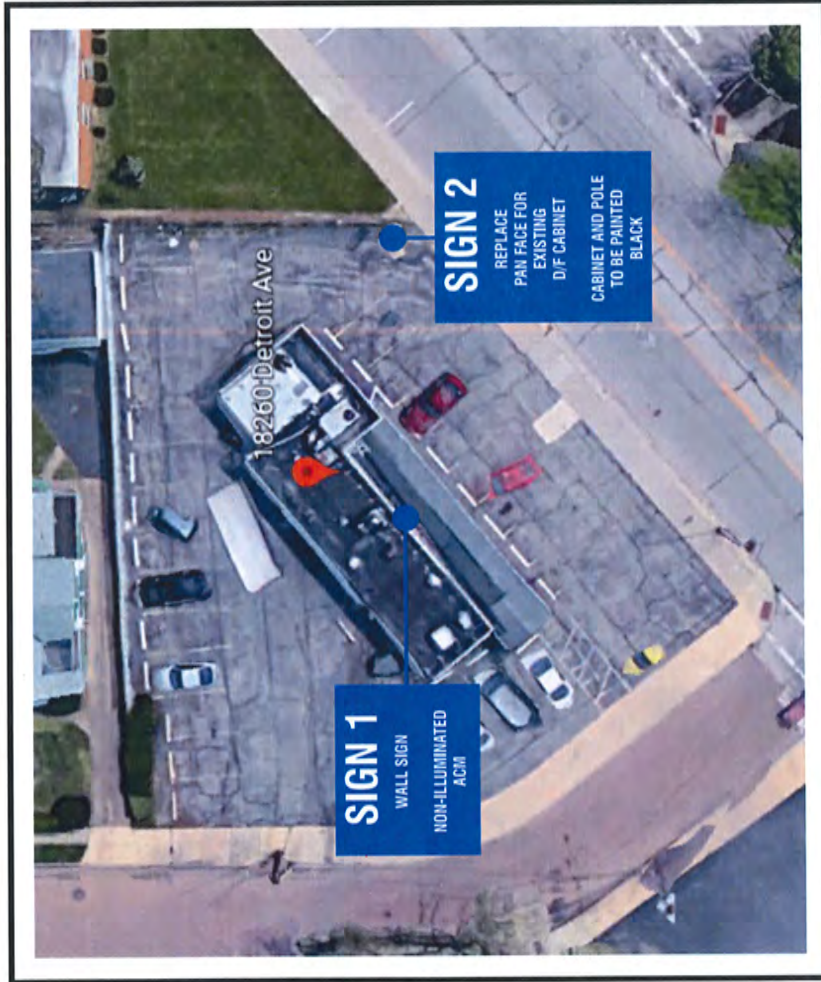 18260 Detroit Ave
SIGN 1
WALL SIGN
NON-ILLUMINATED
ACM
SIGN 2
REPLACE
PAN FACE FOR
EXISTING
D/F CABINET
CABINET AND POLE
TO BE PAINTED
BLACK